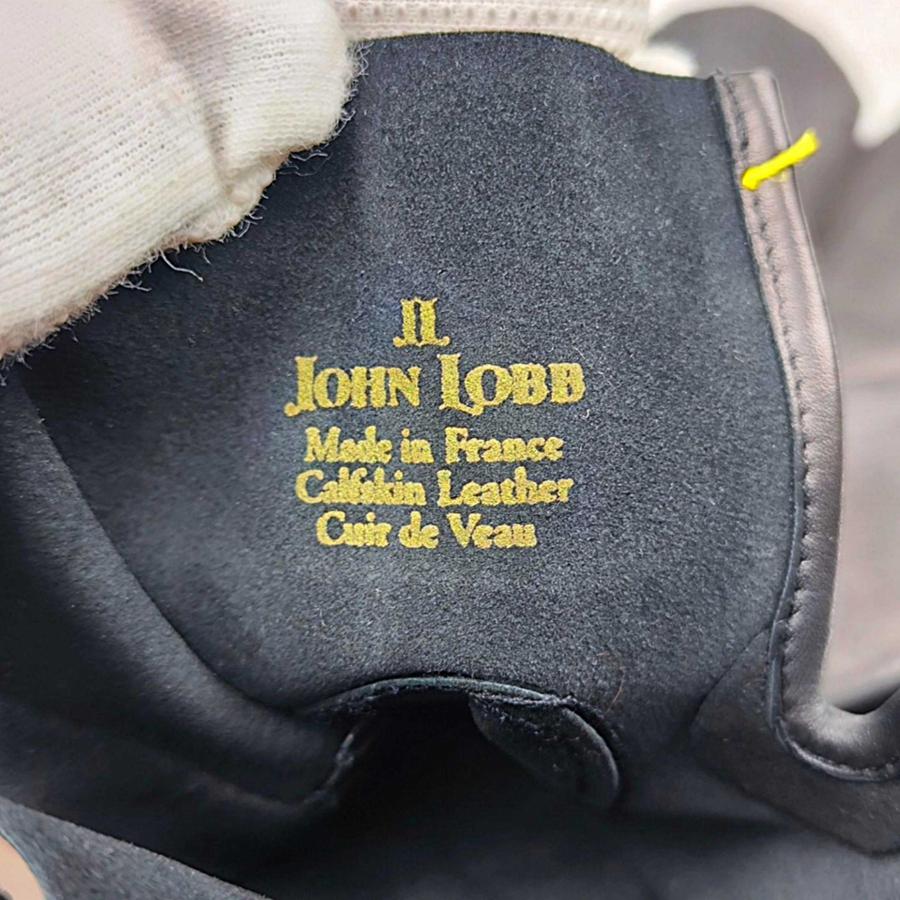 JL
JOHN LOBB
Made in France
Calfskin Leather
Cuir de Veau